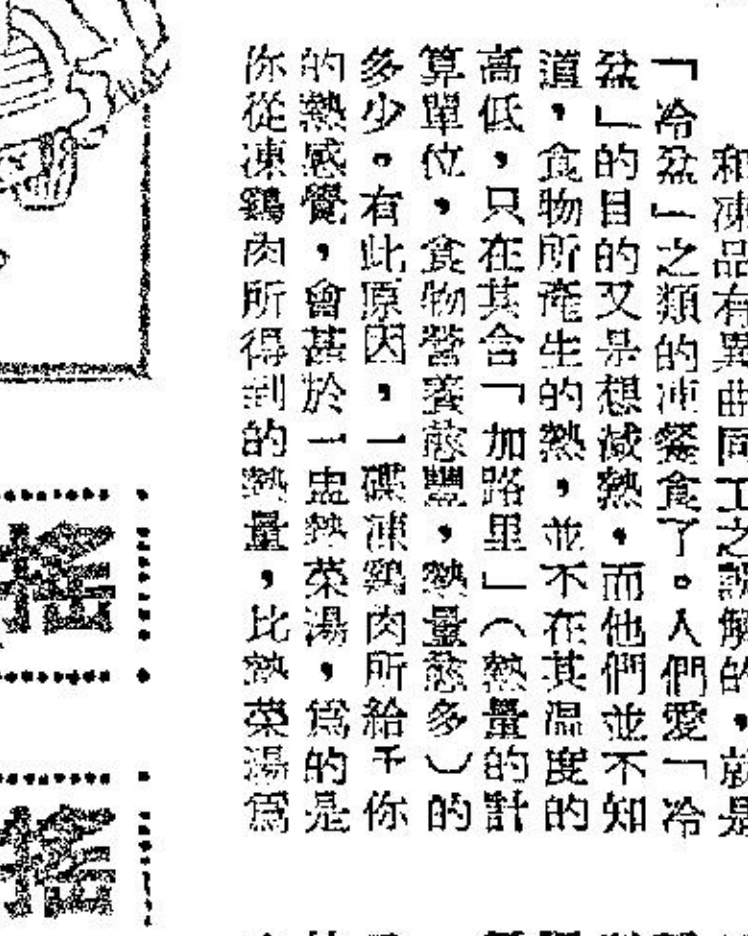 和凍品有異曲同工之誤解的，就是
「冷盆」之類的凍餐食了。人們愛「冷
盆」的目的又是想減熱。而他們並不知
道，食物所產生的熱，並不在其溫度的
高低，只在其含「加路里」（熱量的計
算單位，食物營養愈豐，熱量愈多）的
多少。有此原因，一碟凍鷄肉所給予你
的熱感覺，會甚於一盅熱菜湯，爲的是
你從凍鷄肉所得到的熱量，比熱菜湯爲